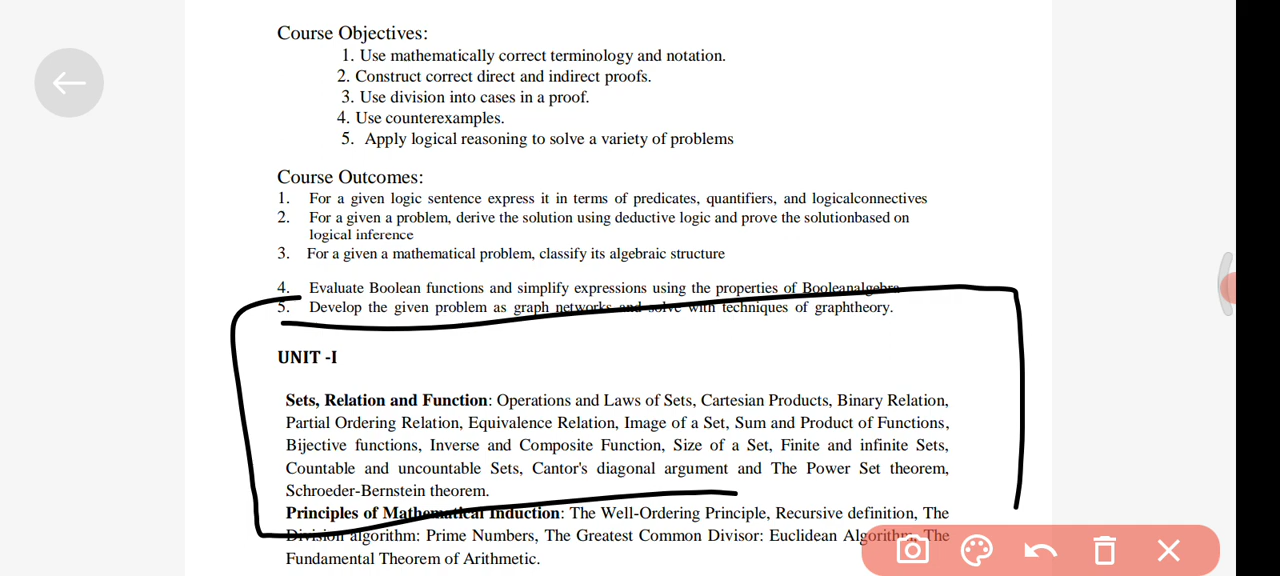 Course Objectives:
1. Use mathematically correct terminology and notation.
2. Construct correct direct and indirect proofs.
3. Use division into cases in a proof.
4. Use counterexamples.
5. Apply logical reasoning to solve a variety of problems
Course Outcomes:
1. For a given logic sentence express it in terms of predicates, quantifiers, and logicalconnectives
2. For a given a problem, derive the solution using deductive logic and prove the solutionbased on
logical inference
3. For a given a mathematical problem, classify its algebraic structure
4. Evaluate Boolean functions and simplify expressions using the properties of Booleanalgebra
5. Develop the given problem as graph networks and solve with techniques of graphtheory.
UNIT -I
Sets, Relation and Function: Operations and Laws of Sets, Cartesian Products, Binary Relation,
Partial Ordering Relation, Equivalence Relation, Image of a Set, Sum and Product of Functions,
Bijective functions, Inverse and Composite Function, Size of a Set, Finite and infinite Sets,
Countable and uncountable Sets, Cantor's diagonal argument and The Power Set theorem,
Schroeder-Bernstein theorem.
Principles of Mathematical Induction: The Well-Ordering Principle, Recursive definition, The
Division algorithm: Prime Numbers, The Greatest Common Divisor: Euclidean Algorithm, The
Fundamental Theorem of Arithmetic.